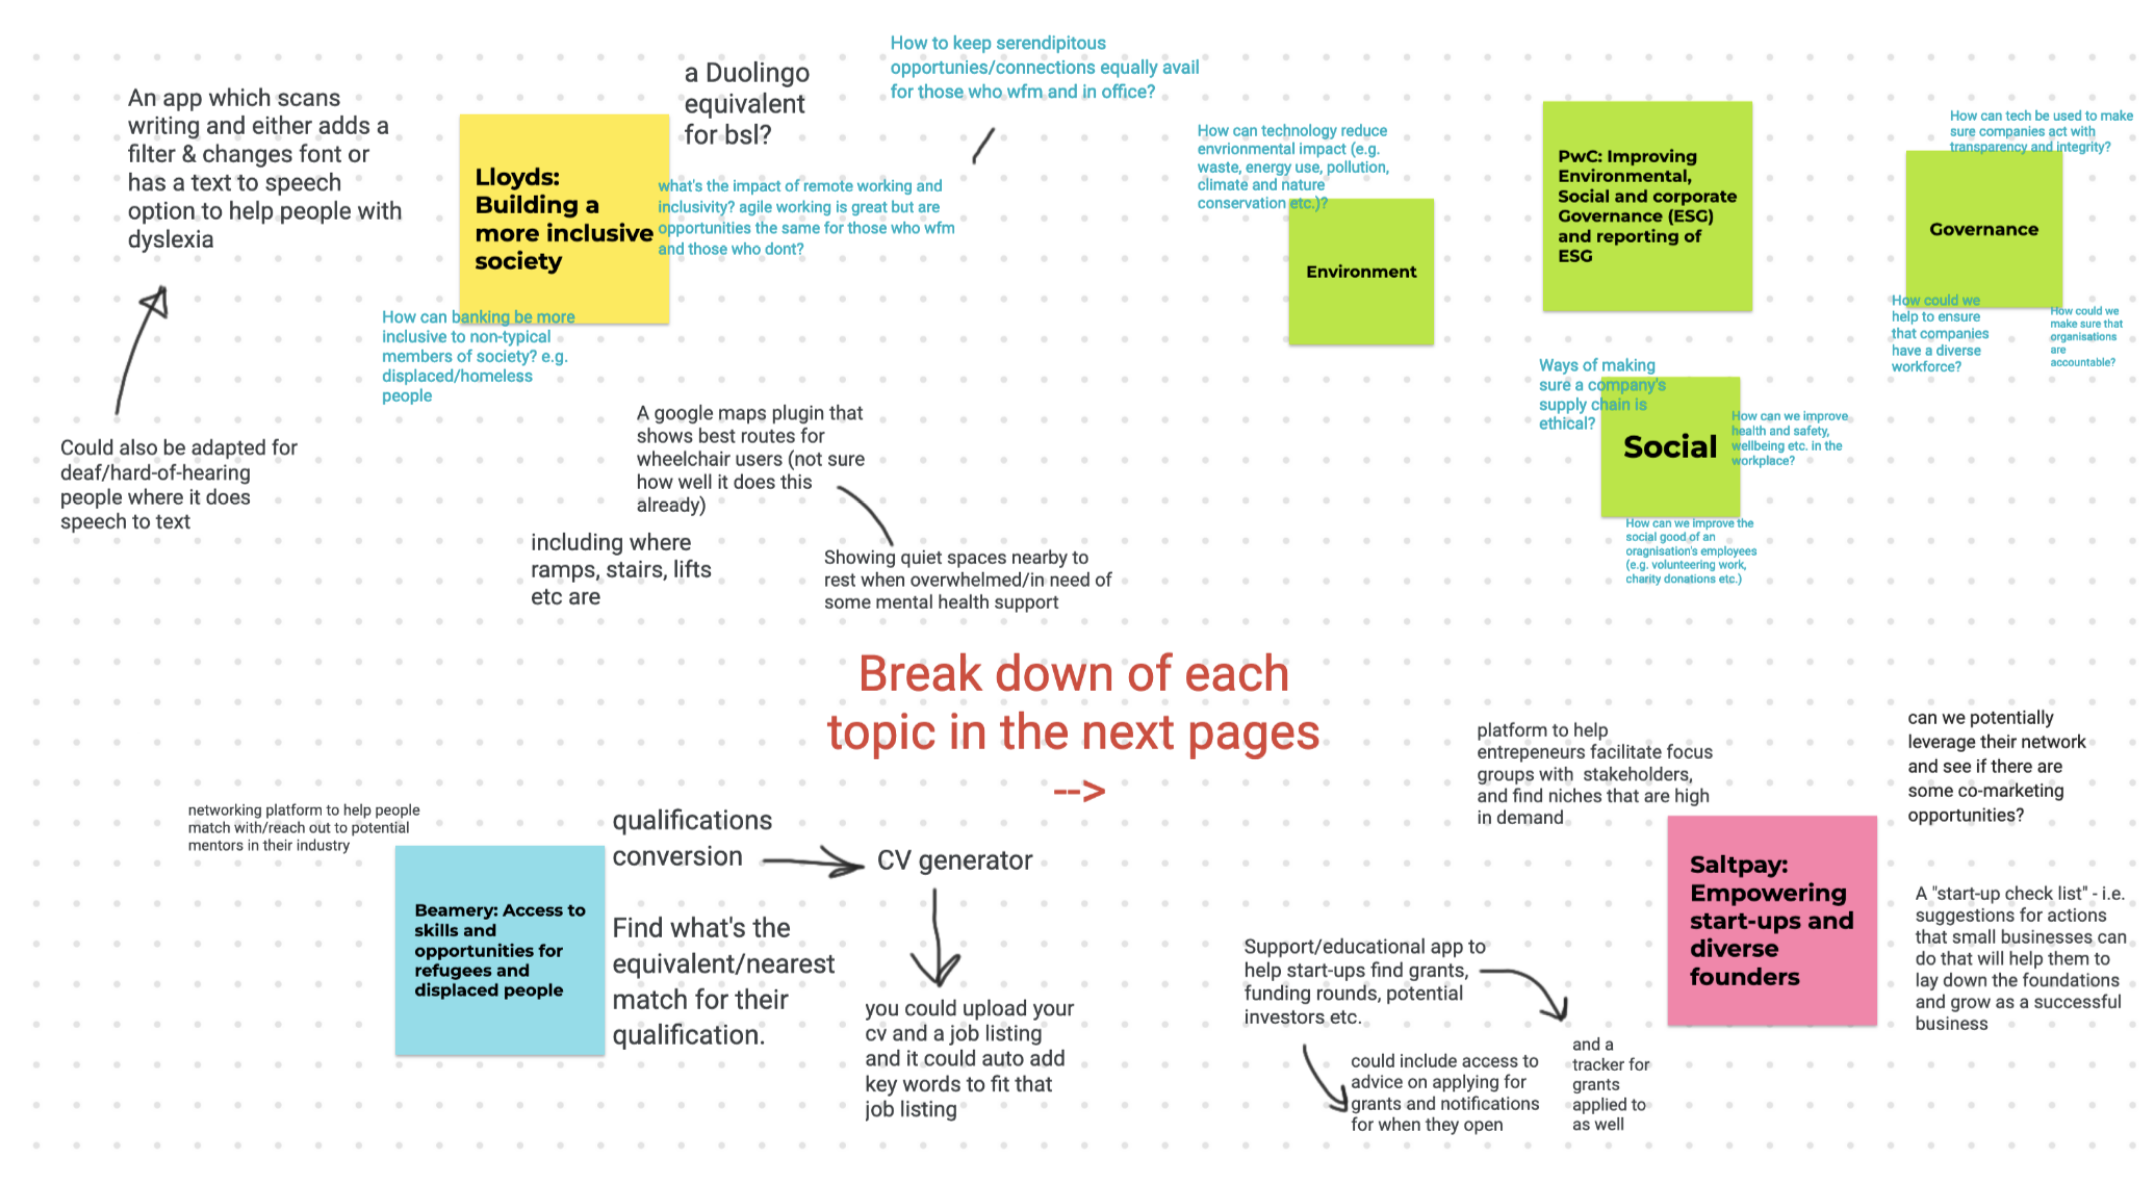 An app which scans
writing and either adds a
filter & changes font or
has a text to speech
option to help people with
dyslexia
Could also be adapted for
deaf/hard-of-hearing
people where it does
speech to text
Lloyds:
Building a
more inclusive
society
a Duolingo
equivalent
for bsl?
How to keep serendipitous
opportunies/connections equally avail
for those who wfm and in office?
what's the impact of remote working and
inclusivity? agile working is great but are
opportunities the same for those who wfm
and those who dont?
How can banking be more
inclusive to non-typical
members of society? e.g.
displaced/homeless
people
A google maps plugin that
shows best routes for
wheelchair users (not sure
how well it does this
already)
including where
ramps, stairs, lifts
etc are
Showing quiet spaces nearby to
rest when overwhelmed/in need of
some mental health support
How can technology reduce
envrionmental impact (e.g.
waste, energy use, pollution,
climate and nature
conservation etc.)?
Environment
PwC: Improving
Environmental,
Social and corporate
Governance (ESG)
and reporting of
ESG
How can tech be used to make
sure companies act with
transparency and integrity?
Governance
How could we
help to ensure
that companies
have a diverse
workforce?
How could we
make sure that
organisations
are
accountable?
Ways of making
sure a company's
supply chain is
ethical?
Social
How can we improve
health and safety,
wellbeing etc. in the
workplace?
How can we improve the
social good of an
oragnisation's employees
(e.g. volunteering work,
charity donations etc.)
Break down of each
topic in the next pages
-->
networking platform to help people
match with/reach out to potential
mentors in their industry
Beamery: Access to
skills and
opportunities for
refugees and
displaced people
qualifications
conversion
CV generator
Find what's the
equivalent/nearest
match for their
qualification.
you could upload your
cv and a job listing
and it could auto add
key words to fit that
job listing
platform to help
entrepeneurs facilitate focus
groups with stakeholders,
and find niches that are high
in demand
can we potentially
leverage their network
and see if there are
some co-marketing
opportunities?
Saltpay:
Empowering
start-ups and
diverse
founders
A "start-up check list" - i.e.
suggestions for actions
that small businesses can
do that will help them to
lay down the foundations
and grow as a successful
business
Support/educational app to
help start-ups find grants,
funding rounds, potential
investors etc.
could include access to
advice on applying for
grants and notifications
for when they open
and a
tracker for
grants
applied to
as well